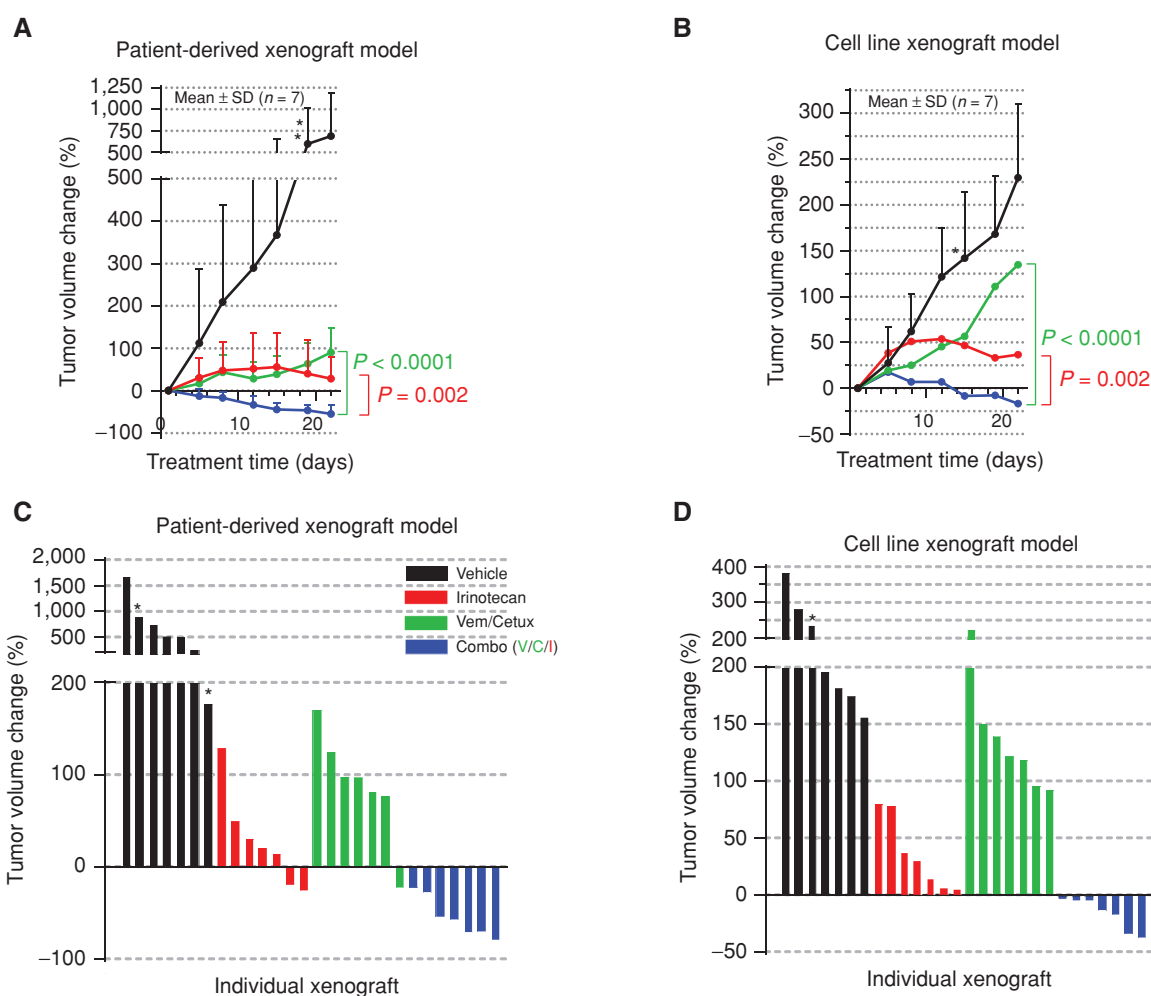 A
Patient-derived xenograft model
Mean ± SD (n = 7)
Tumor volume change (%)
1,250
1,000
750
500
500
400
300
200
100
0
–100
*
*
0
10
20
P < 0.0001
P = 0.002
Treatment time (days)
B
Cell line xenograft model
Mean ± SD (n = 7)
Tumor volume change (%)
300
250
200
150
100
50
0
–50
*
10
20
P < 0.0001
P = 0.002
Treatment time (days)
C
Patient-derived xenograft model
Tumor volume change (%)
2,000
1,500
1,000
500
200
100
0
–100
*
*
Vehicle
Irinotecan
Vem/Cetux
Combo (V/C/I)
Individual xenograft
D
Cell line xenograft model
Tumor volume change (%)
400
300
200
200
150
100
50
0
–50
*
Individual xenograft